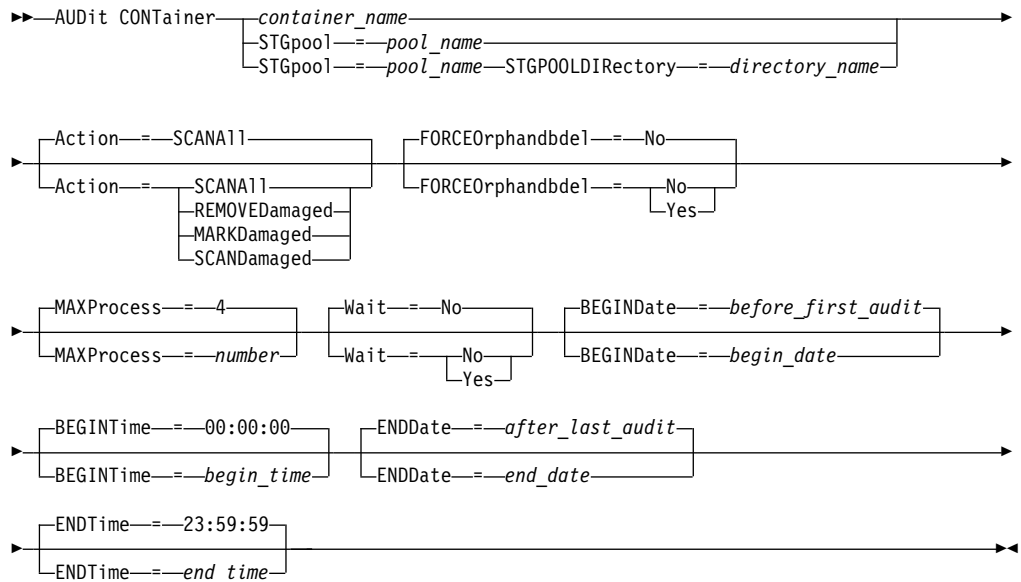 AUDit CONTainer container_name
STGpool = pool_name
STGpool = pool_name STGPOOLDIRectory = directory_name
Action = SCANAll FORCEOrphandbdel = No
Action = SCANAll FORCEOrphandbdel = No
REMOVEDamaged Yes
MARKDamaged
SCANDamaged
MAXProcess = 4 Wait = No BEGINDate = before_first_audit
MAXProcess = number Wait = No BEGINDate = begin_date
Yes
BEGINTime = 00:00:00 ENDDate = after_last_audit
BEGINTime = begin_time ENDDate = end_date
ENDTime = 23:59:59
ENDTime = end_time